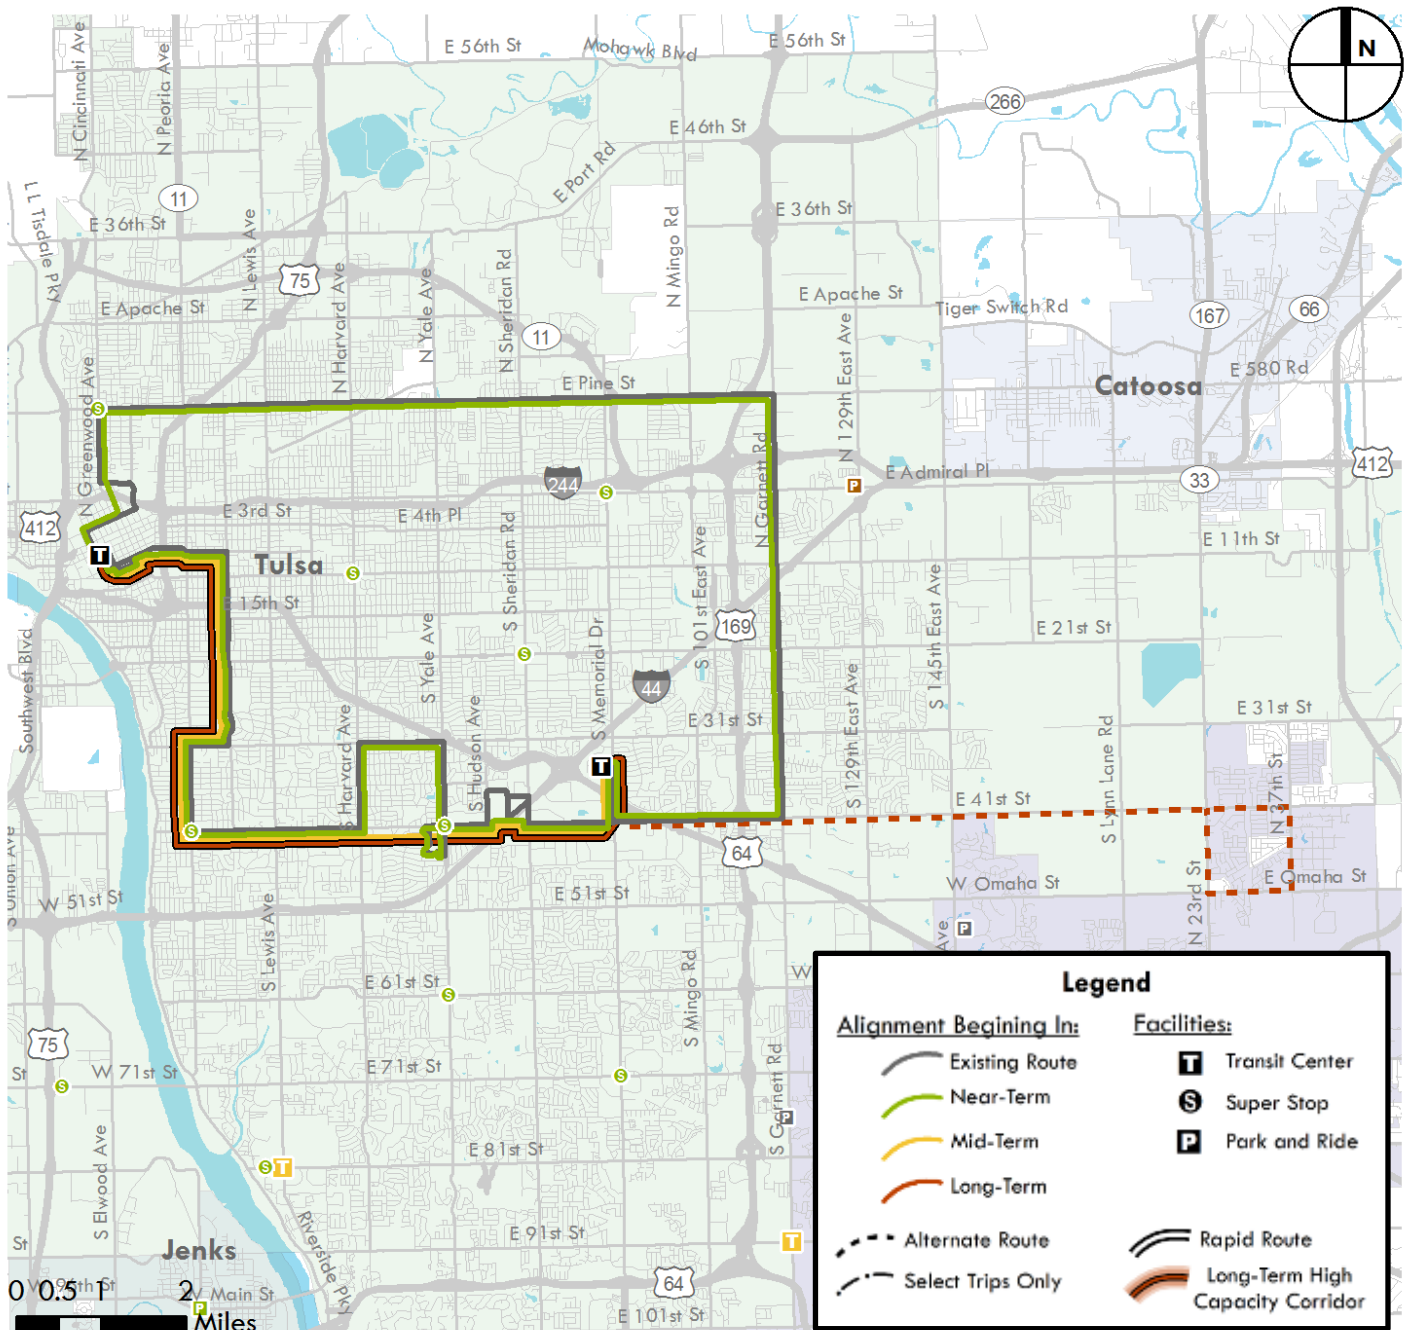 E 56th St
Mohawk Blvd
E 56th St
N
N Cincinnati Ave
N Peoria Ave
266
E 46th St
E Port Rd
11
E 36th St
E 36th St
L L Tisdale Pky
N Lewis Ave
N Harvard Ave
N Yale Ave
N Sheridan Rd
N Mingo Rd
75
E Apache St
E Apache St
Tiger Switch Rd
167
66
11
N 129th East Ave
E Pine St
Catoosa
E 580 Rd
N Greenwood Ave
S
N Garnett Rd
E Admiral Pl
412
33
244
P
S
412
E 3rd St
E 4th Pl
S Sheridan Rd
E 11th St
T
Tulsa
S
S 101st East Ave
S 145th East Ave
E 15th St
169
E 21st St
S Yale Ave
S Memorial Dr
S
Southwest Blvd
44
S 129th East Ave
E 31st St
E 31st St
S Harvard Ave
S Hudson Ave
T
S Lynn Lane Rd
N 37th St
E 41st St
S
S
64
S Union Ave
W 51st St
E 51st St
W Omaha St
E Omaha St
N 23rd St
S Lewis Ave
Ave
P
E 61st St
S
S Mingo Rd
W
75
St
W 71st St
E 71st St
S
S
S Garnett Rd
P
S Elwood Ave
E 81st St
S
T
Riverside Pky
E 91st St
T
St
Jenks
W 96th St
W Main St
P
64
E 101st St
0 0.5 1 2
Miles
Legend
Alignment Begining In:
Existing Route
Near-Term
Mid-Term
Long-Term
Alternate Route
Select Trips Only
Facilities:
T Transit Center
S Super Stop
P Park and Ride
Rapid Route
Long-Term High
Capacity Corridor